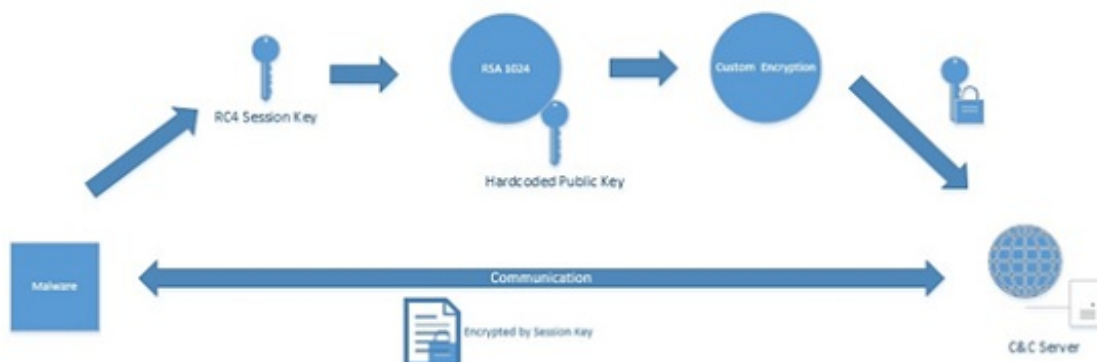 RSA 1024
Custom Encryption
RC4 Session Key
Hardcoded Public Key
Communication
Malware
Encrypted by Session Key
C&C Server